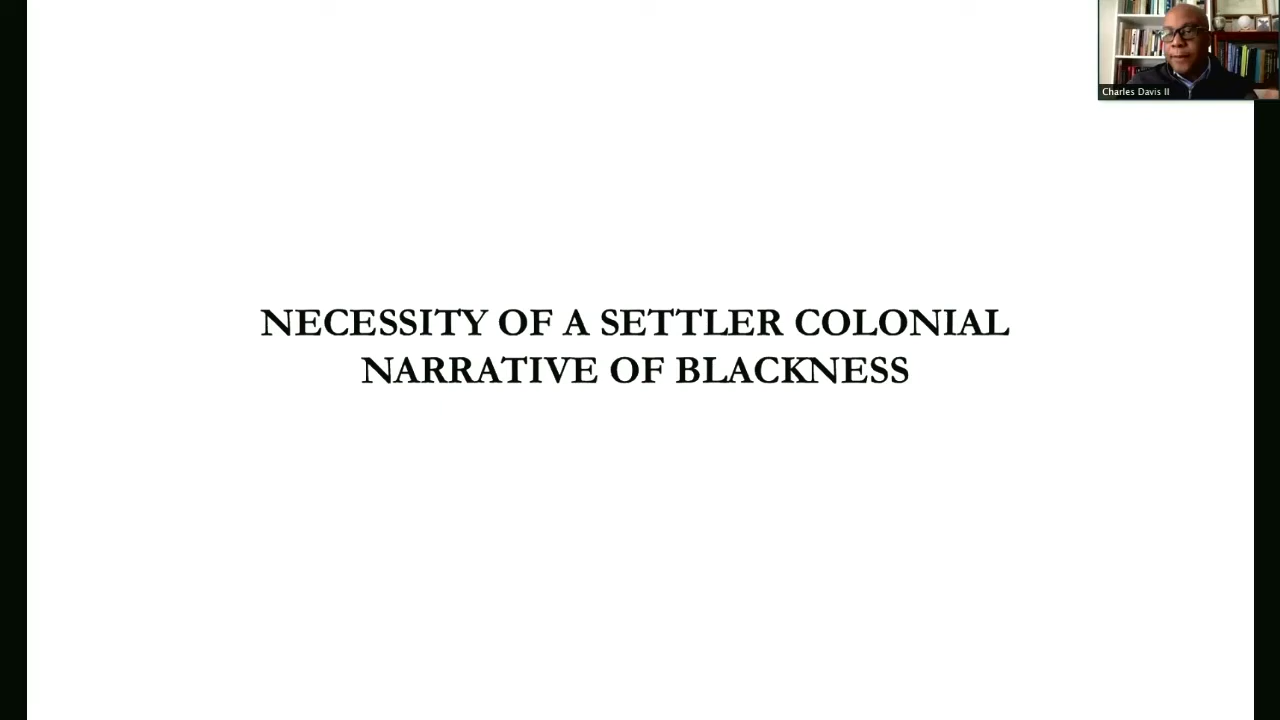 Charles Davis II
NECESSITY OF A SETTLER COLONIAL
NARRATIVE OF BLACKNESS